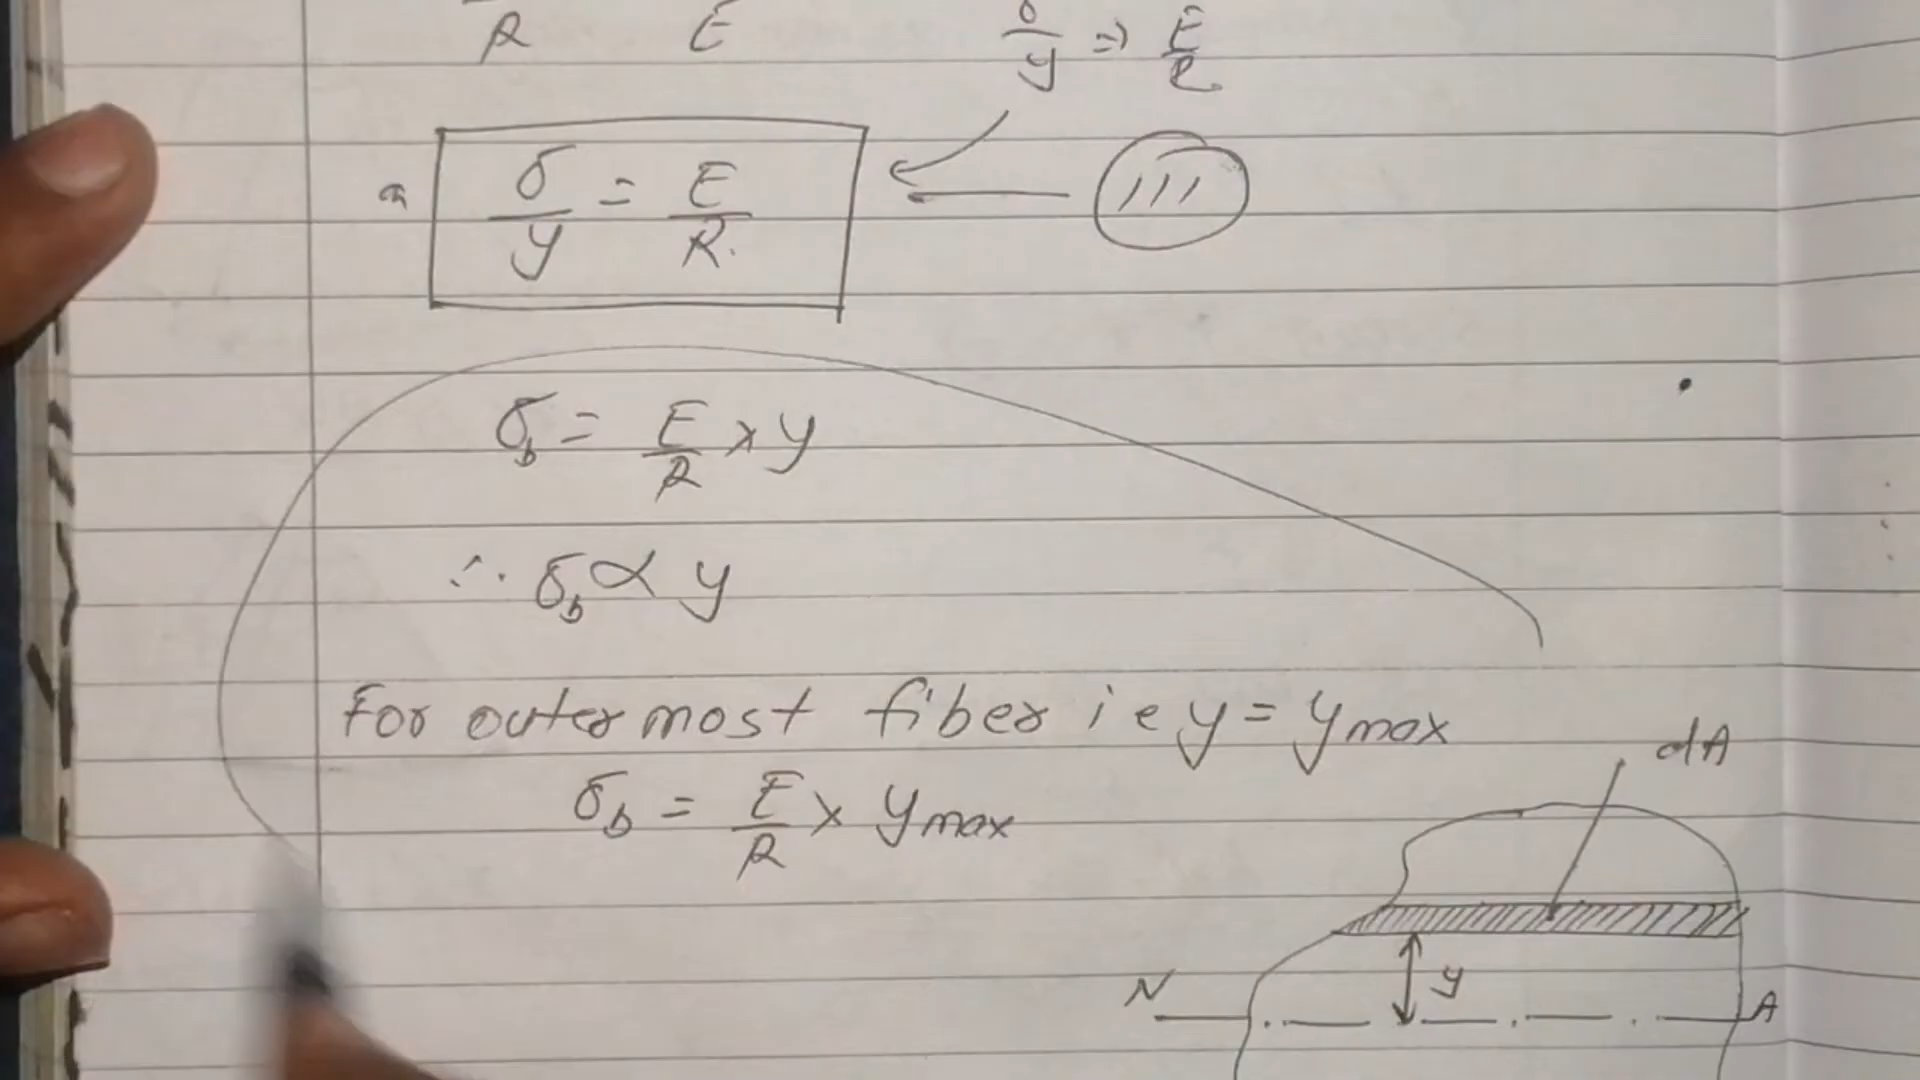 R E σ/y => E/R
σ/y = E/R. III
σb = E/R × y
∴ σb ∝ y
For outermost fiber i e y = ymax
dA
σb = E/R × ymax
y
N A